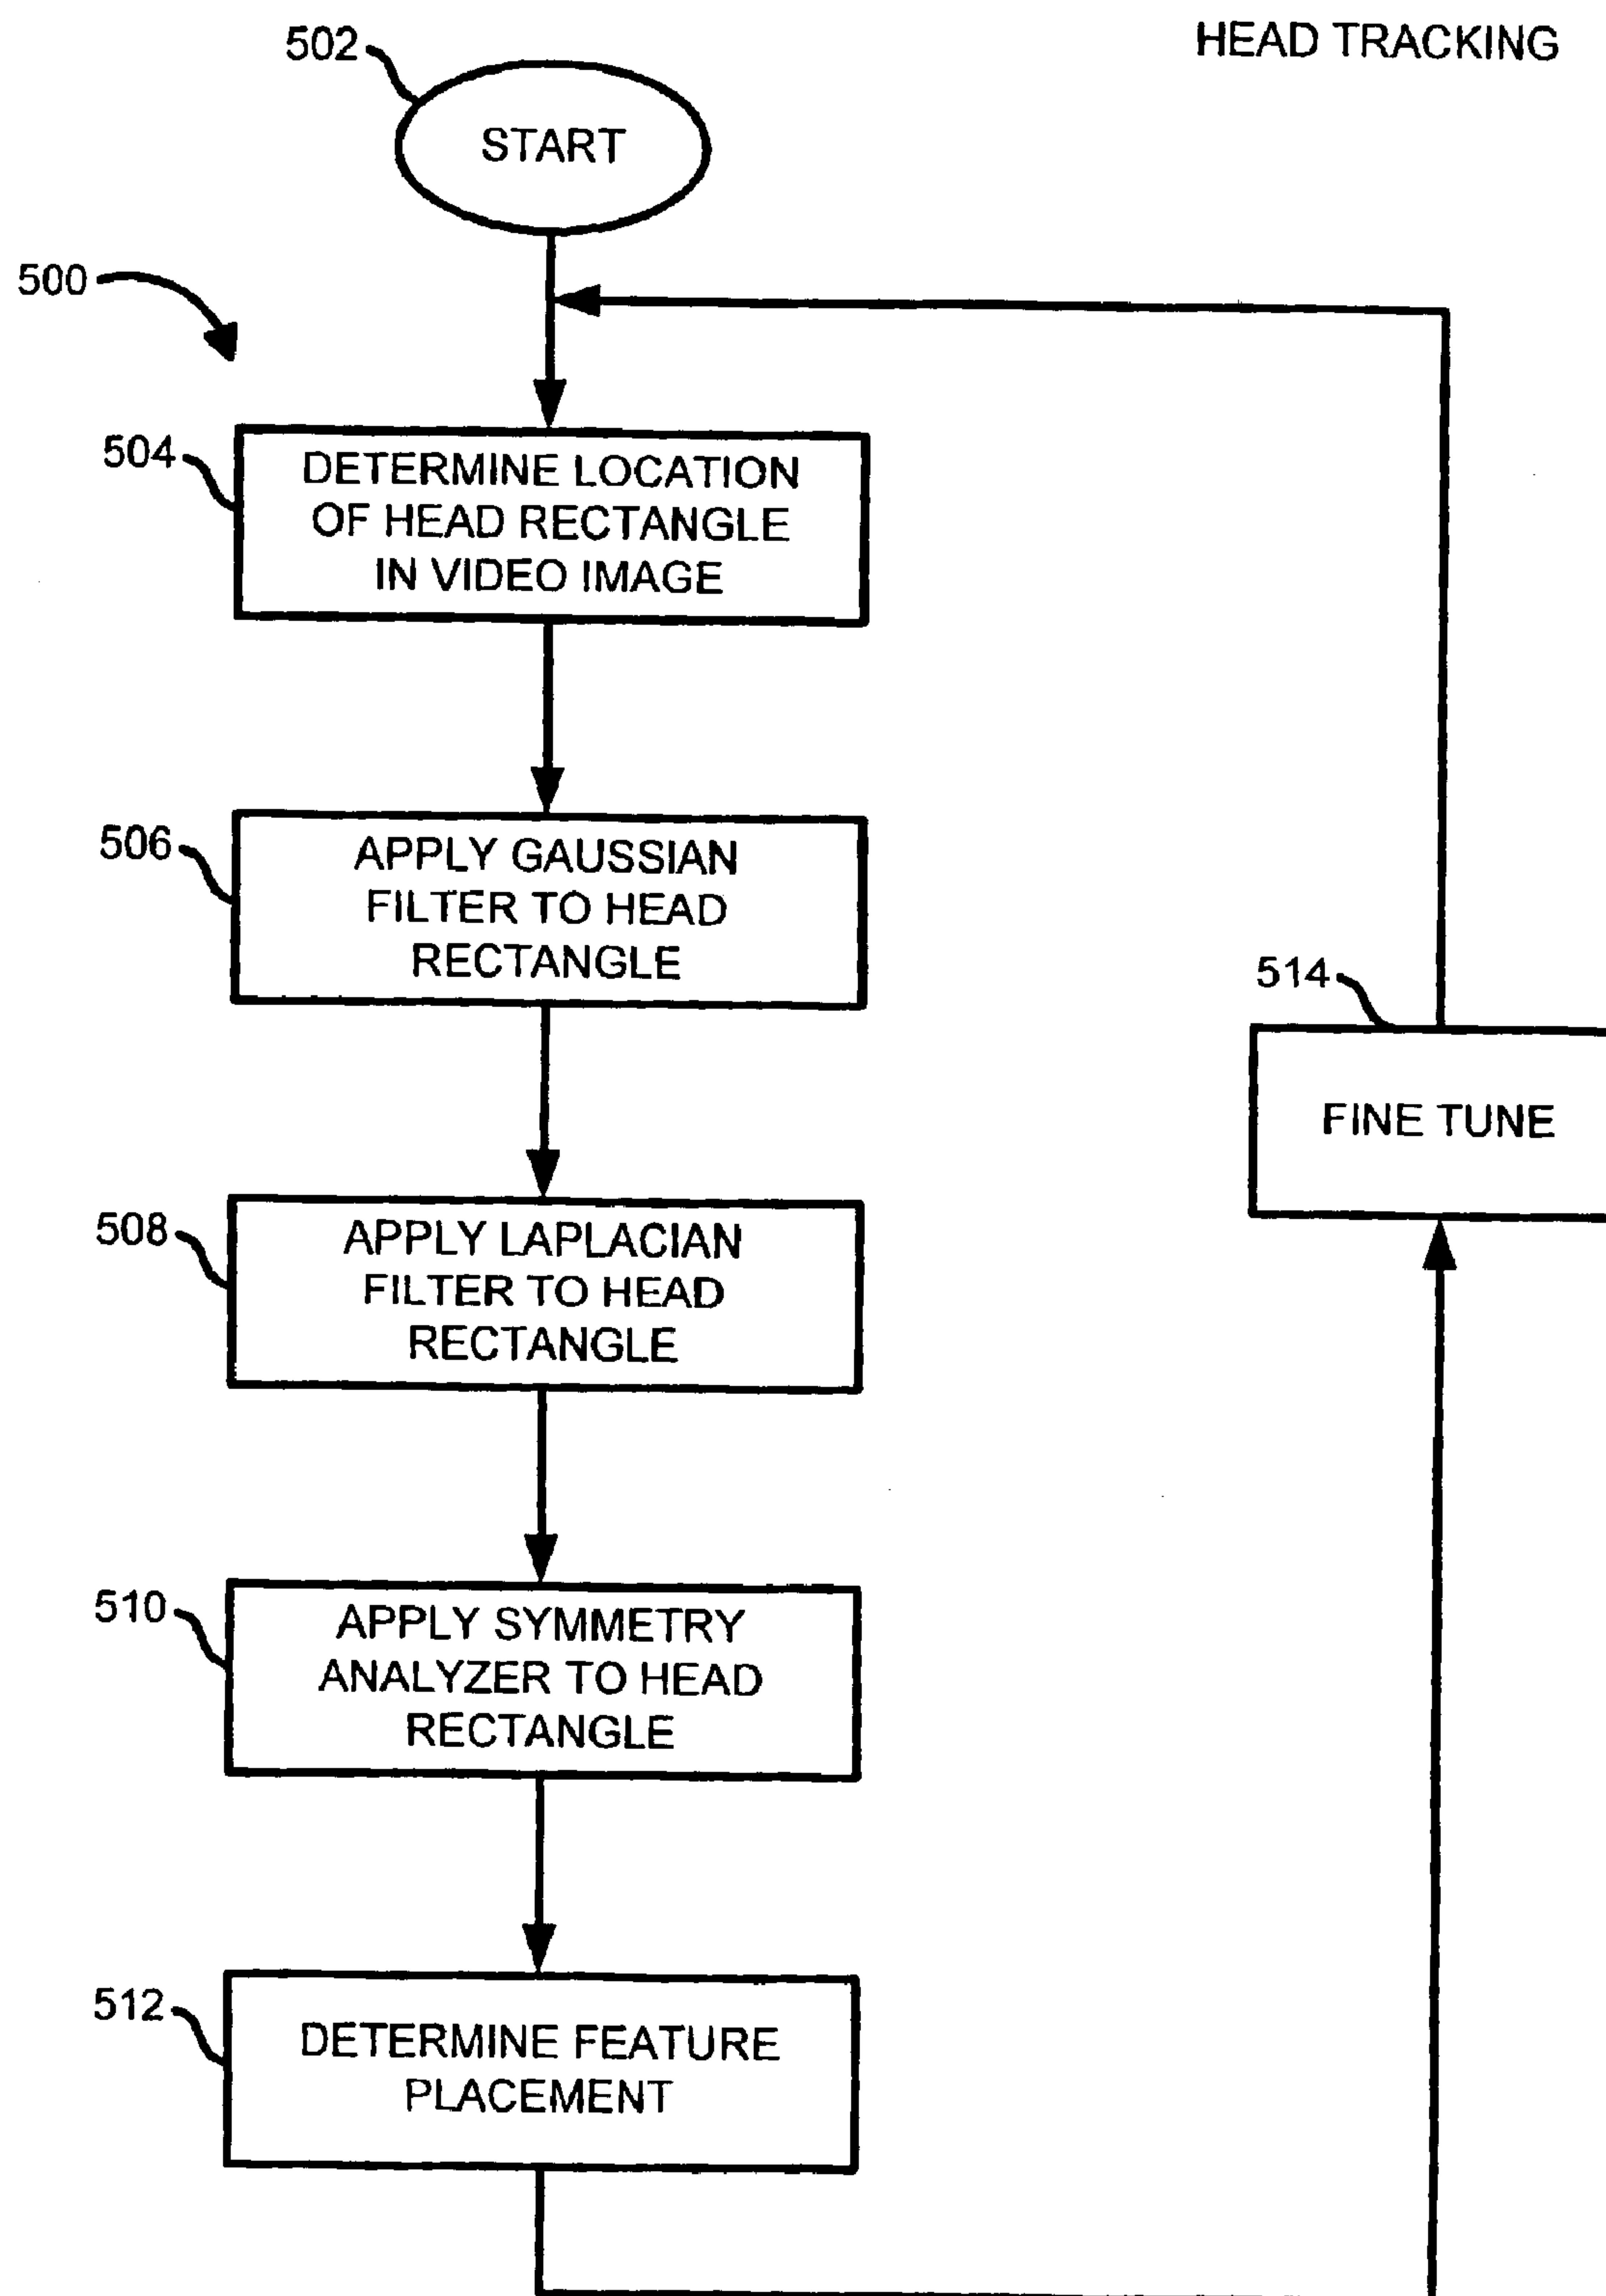 HEAD TRACKING
502
START
500
504
DETERMINE LOCATION
OF HEAD RECTANGLE
IN VIDEO IMAGE
506
APPLY GAUSSIAN
FILTER TO HEAD
RECTANGLE
514
FINE TUNE
508
APPLY LAPLACIAN
FILTER TO HEAD
RECTANGLE
510
APPLY SYMMETRY
ANALYZER TO HEAD
RECTANGLE
512
DETERMINE FEATURE
PLACEMENT